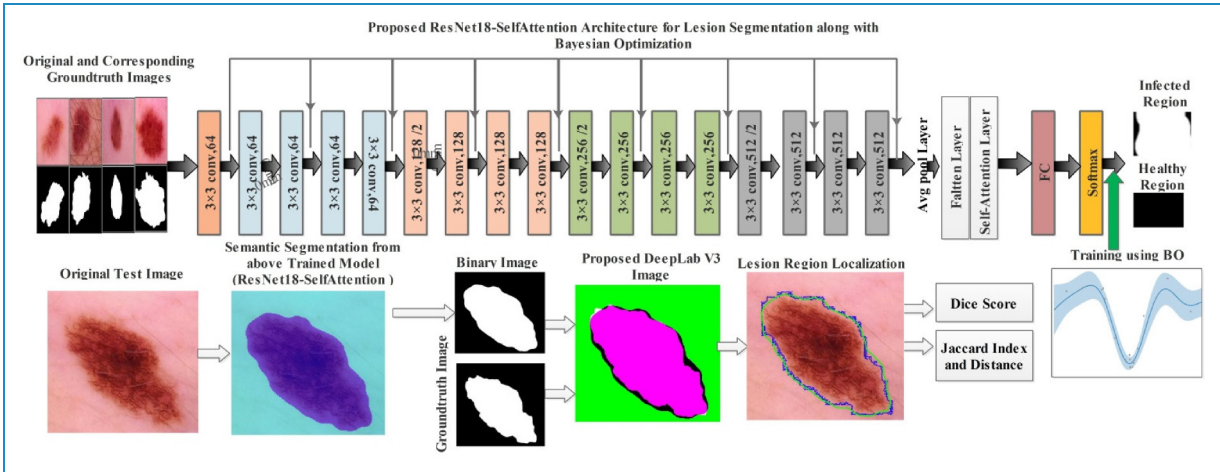 Proposed ResNet18-SelfAttention Architecture for Lesion Segmentation along with
Bayesian Optimization
Original and Corresponding
Groundtruth Images
3×3 conv,64
3×3 conv,64
3×3 conv,64
3×3 conv,64
3×3 conv,64
3×3 conv,128 /2
3×3 conv,128
3×3 conv,128
3×3 conv,128
3×3 conv,256 /2
3×3 conv,256
3×3 conv,256
3×3 conv,256
3×3 conv,512 /2
3×3 conv,512
3×3 conv,512
3×3 conv,512
Avg pool Layer
Faltten Layer
Self-Attention Layer
FC
Softmax
Infected
Region
Healthy
Region
Training using BO
Original Test Image
Semantic Segmentation from
above Trained Model
(ResNet18-SelfAttention )
Binary Image
Groundtruth Image
Proposed DeepLab V3
Image
Lesion Region Localization
Dice Score
Jaccard Index
and Distance